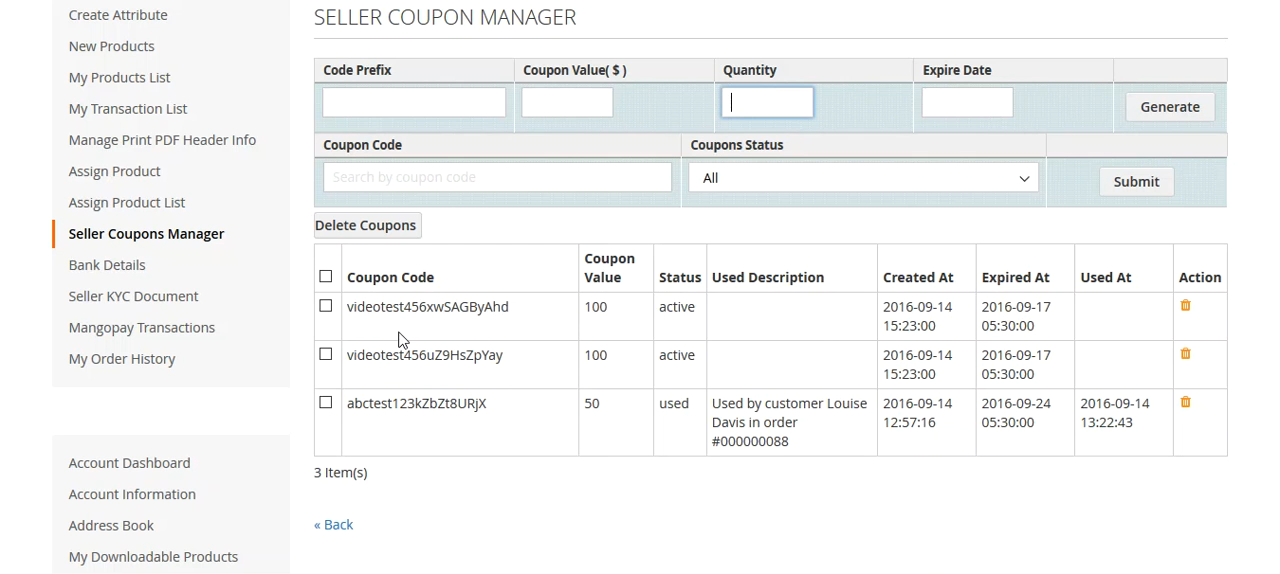 Create Attribute
New Products
My Products List
My Transaction List
Manage Print PDF Header Info
Assign Product
Assign Product List
Seller Coupons Manager
Bank Details
Seller KYC Document
Mangopay Transactions
My Order History
Account Dashboard
Account Information
Address Book
My Downloadable Products
SELLER COUPON MANAGER
Code Prefix Coupon Value( $ ) Quantity Expire Date
Generate
Coupon Code Coupons Status
Search by coupon code All Submit
Delete Coupons
Coupon Code Coupon Value Status Used Description Created At Expired At Used At Action
videotest456xwSAGByAhd 100 active 2016-09-14 15:23:00 2016-09-17 05:30:00
videotest456uZ9HsZpYay 100 active 2016-09-14 15:23:00 2016-09-17 05:30:00
abctest123kZbZt8URjX 50 used Used by customer Louise Davis in order #000000088 2016-09-14 12:57:16 2016-09-24 05:30:00 2016-09-14 13:22:43
3 Item(s)
« Back